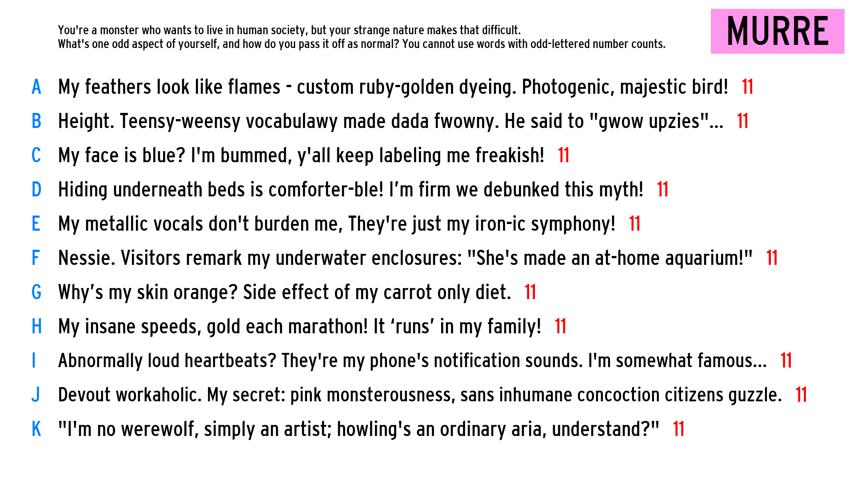 You're a monster who wants to live in human society, but your strange nature makes that difficult.
What's one odd aspect of yourself, and how do you pass it off as normal? You cannot use words with odd-lettered number counts.
MURRE
A My feathers look like flames - custom ruby-golden dyeing. Photogenic, majestic bird! 11
B Height. Teensy-weensy vocabulawy made dada fwowny. He said to "gwow upzies"... 11
C My face is blue? I'm bummed, y'all keep labeling me freakish! 11
D Hiding underneath beds is comforter-ble! I’m firm we debunked this myth! 11
E My metallic vocals don't burden me, They're just my iron-ic symphony! 11
F Nessie. Visitors remark my underwater enclosures: "She's made an at-home aquarium!" 11
G Why’s my skin orange? Side effect of my carrot only diet. 11
H My insane speeds, gold each marathon! It ‘runs’ in my family! 11
I Abnormally loud heartbeats? They're my phone's notification sounds. I'm somewhat famous... 11
J Devout workaholic. My secret: pink monsterousness, sans inhumane concoction citizens guzzle. 11
K "I'm no werewolf, simply an artist; howling's an ordinary aria, understand?" 11